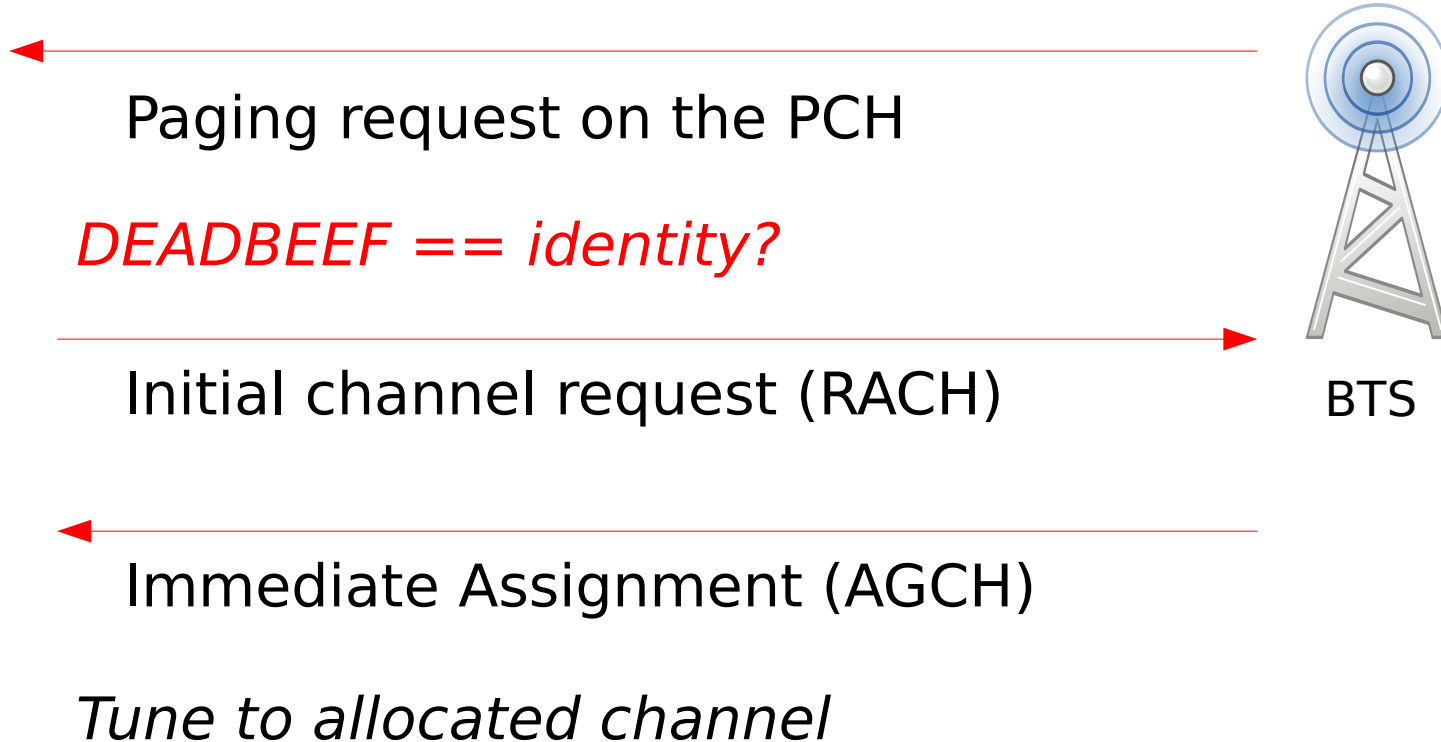 Paging request on the PCH
DEADBEEF == identity?
Initial channel request (RACH)
BTS
Immediate Assignment (AGCH)
Tune to allocated channel